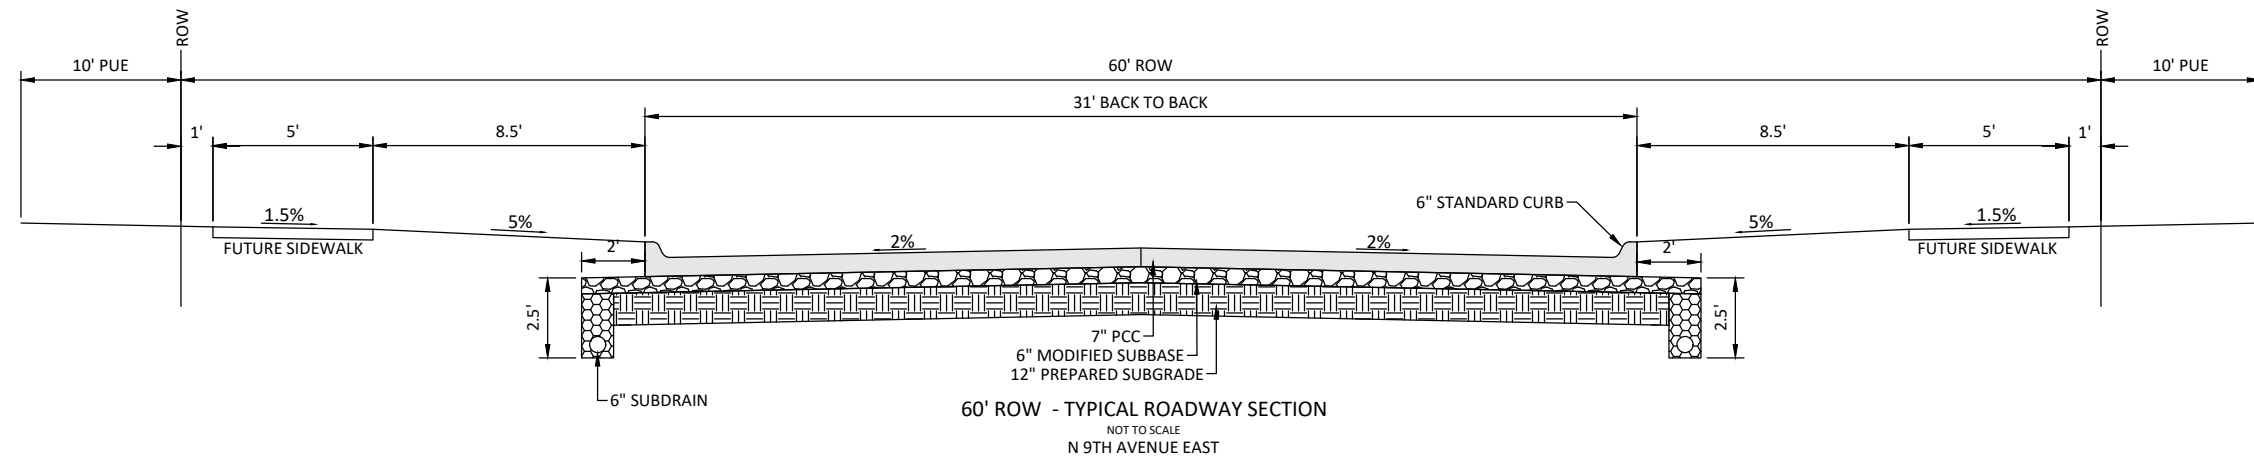 ROW
ROW
10' PUE
60' ROW
10' PUE
31' BACK TO BACK
1'
5'
8.5'
8.5'
5'
1'
6" STANDARD CURB
1.5%
5%
2%
2%
5%
1.5%
FUTURE SIDEWALK
2'
2'
FUTURE SIDEWALK
2.5'
2.5'
7" PCC
6" MODIFIED SUBBASE
12" PREPARED SUBGRADE
6" SUBDRAIN
60' ROW - TYPICAL ROADWAY SECTION
NOT TO SCALE
N 9TH AVENUE EAST